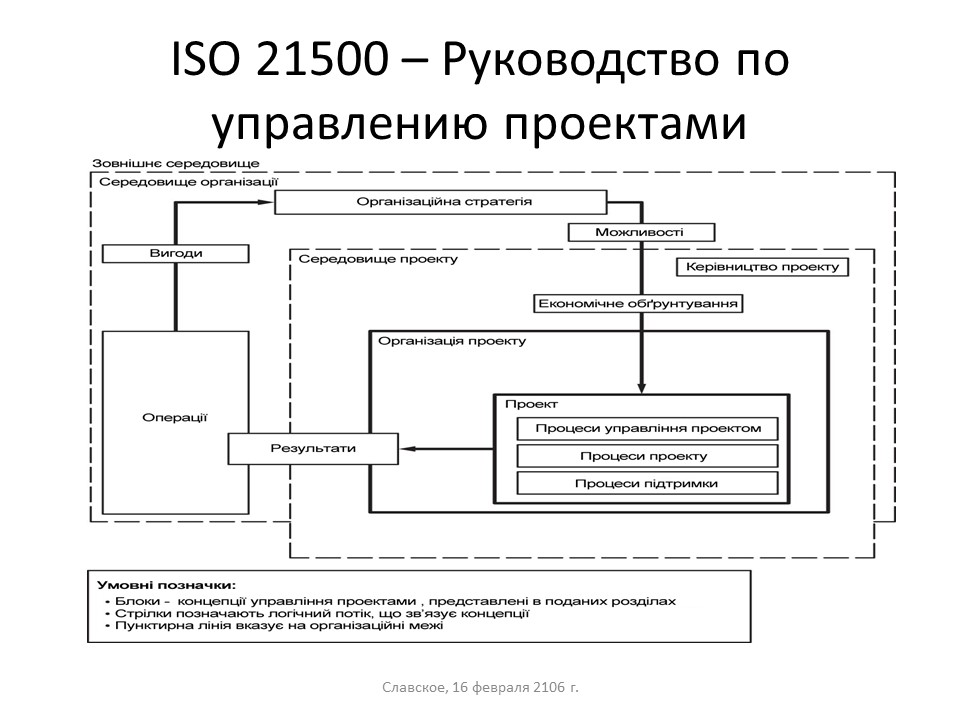 ISO 21500 – Руководство по
управлению проектами
Зовнішнє середовище
Середовище організації
Організаційна стратегія
Можливості
Вигоди
Середовище проекту
Керівництво проекту
Економічне обґрунтування
Організація проекту
Проект
Операції
Процеси управління проектом
Результати
Процеси проекту
Процеси підтримки
Умовні позначки:
• Блоки - концепції управління проектами , представлені в поданих розділах
• Стрілки позначають логічний потік, що зв'язує концепції
• Пунктирна лінія вказує на організаційні межі
Славское, 16 февраля 2106 г.